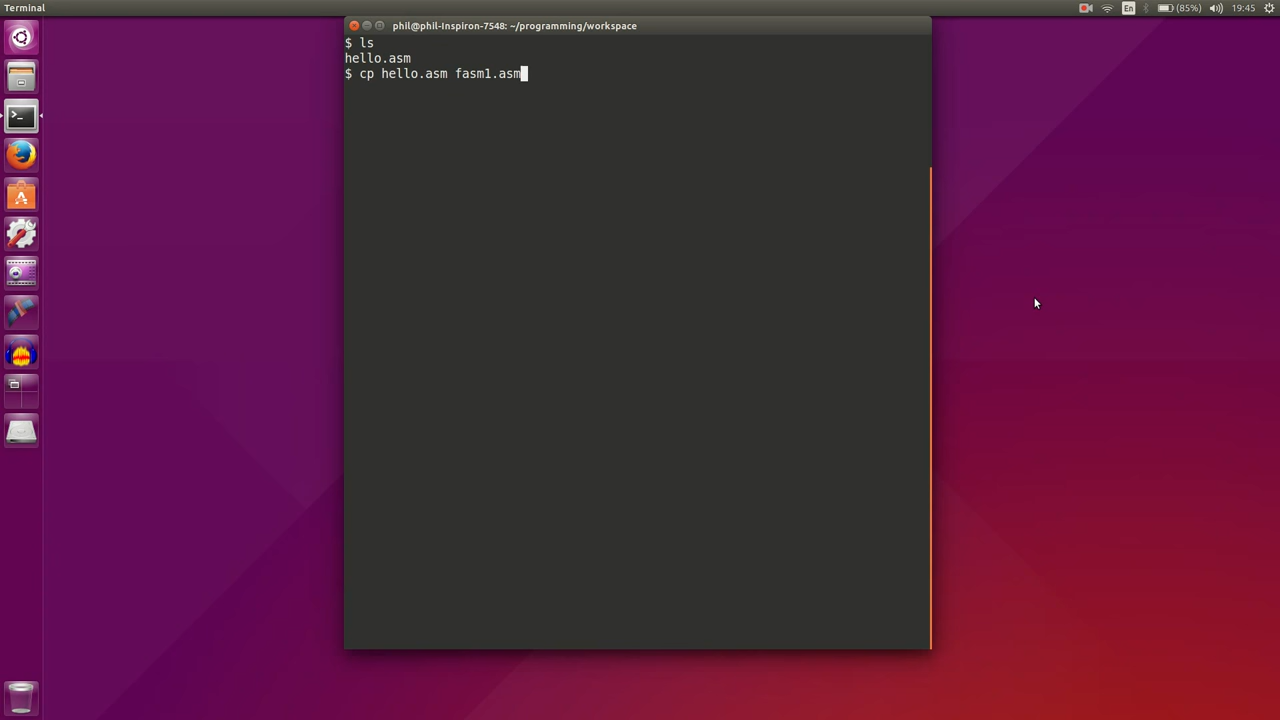 Terminal
En
(85%)
19:45
phil@phil-Inspiron-7548: ~/programming/workspace
$ ls
hello.asm
$ cp hello.asm fasm1.asm